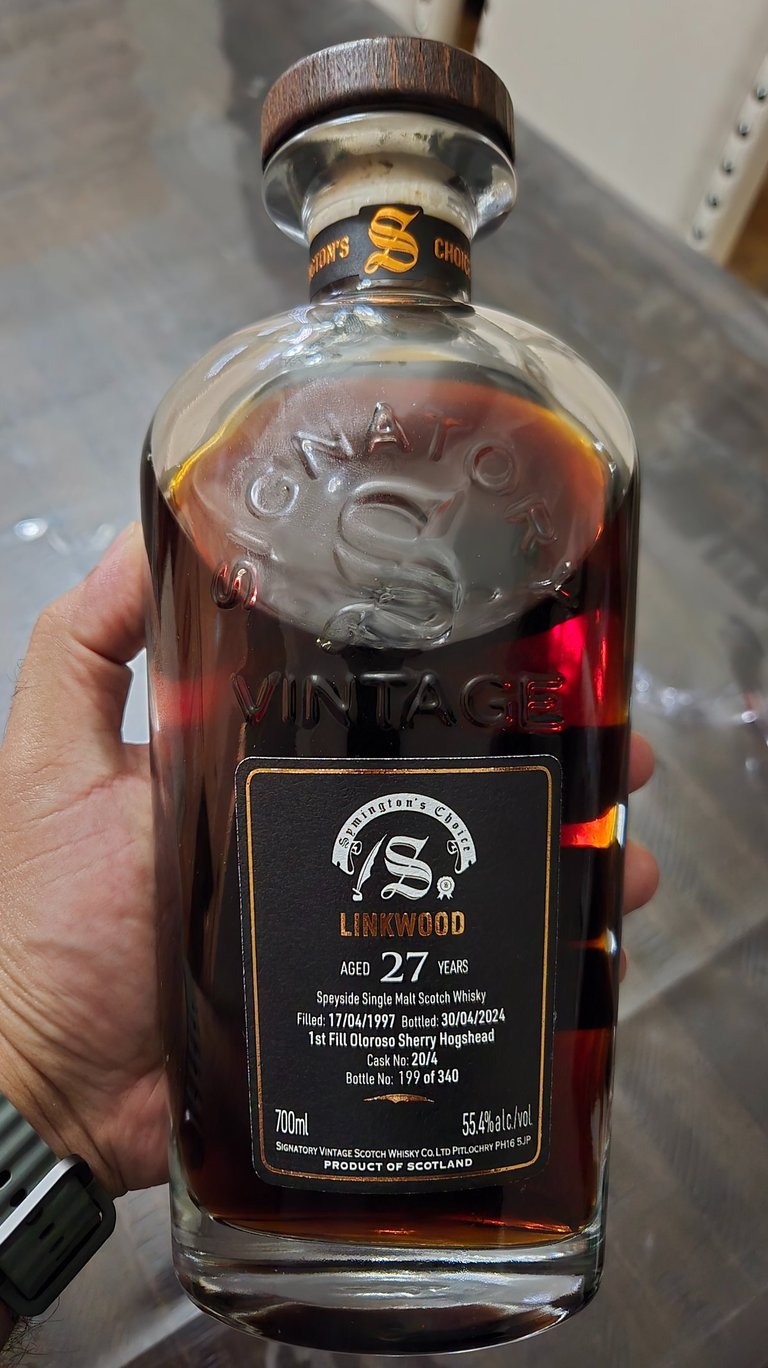 S
SIGNATORY
S
VINTAGE
Symington's Choice
S
LINKWOOD
AGED 27 YEARS
Speyside Single Malt Scotch Whisky
Filled: 17/04/1997 Bottled: 30/04/2024
1st Fill Oloroso Sherry Hogshead
Cask No: 20/4
Bottle No: 199 of 340
700ml 55.4%alc/vol
SIGNATORY VINTAGE SCOTCH WHISKY CO. LTD PITLOCHRY PH16 5JP
PRODUCT OF SCOTLAND